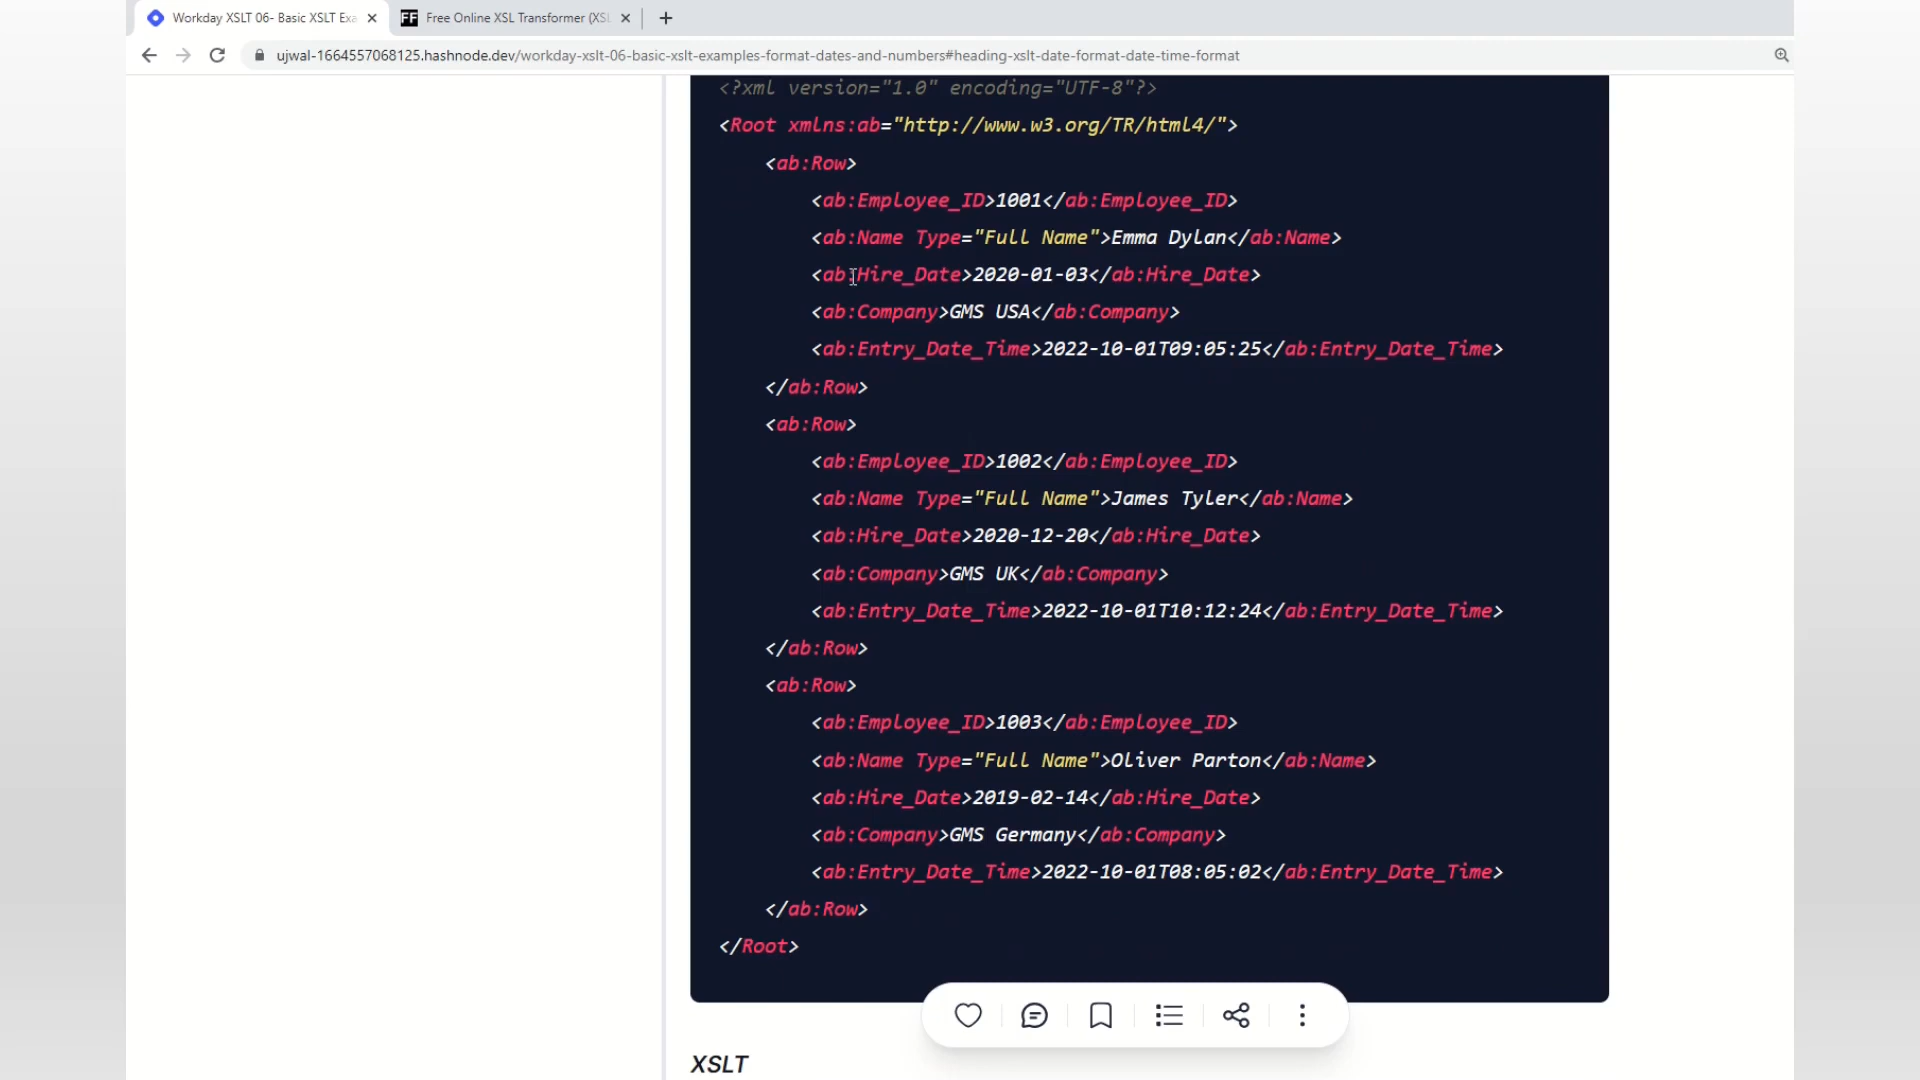 Workday XSLT 06- Basic XSLT Exa
Free Online XSL Transformer (XSL
ujwal-1664557068125.hashnode.dev/workday-xslt-06-basic-xslt-examples-format-dates-and-numbers#heading-xslt-date-format-date-time-format
<?xml version="1.0" encoding="UTF-8"?>
<Root xmlns:ab="http://www.w3.org/TR/html4/">
<ab:Row>
<ab:Employee_ID>1001</ab:Employee_ID>
<ab:Name Type="Full Name">Emma Dylan</ab:Name>
<ab:Hire_Date>2020-01-03</ab:Hire_Date>
<ab:Company>GMS USA</ab:Company>
<ab:Entry_Date_Time>2022-10-01T09:05:25</ab:Entry_Date_Time>
</ab:Row>
<ab:Row>
<ab:Employee_ID>1002</ab:Employee_ID>
<ab:Name Type="Full Name">James Tyler</ab:Name>
<ab:Hire_Date>2020-12-20</ab:Hire_Date>
<ab:Company>GMS UK</ab:Company>
<ab:Entry_Date_Time>2022-10-01T10:12:24</ab:Entry_Date_Time>
</ab:Row>
<ab:Row>
<ab:Employee_ID>1003</ab:Employee_ID>
<ab:Name Type="Full Name">Oliver Parton</ab:Name>
<ab:Hire_Date>2019-02-14</ab:Hire_Date>
<ab:Company>GMS Germany</ab:Company>
<ab:Entry_Date_Time>2022-10-01T08:05:02</ab:Entry_Date_Time>
</ab:Row>
</Root>
XSLT